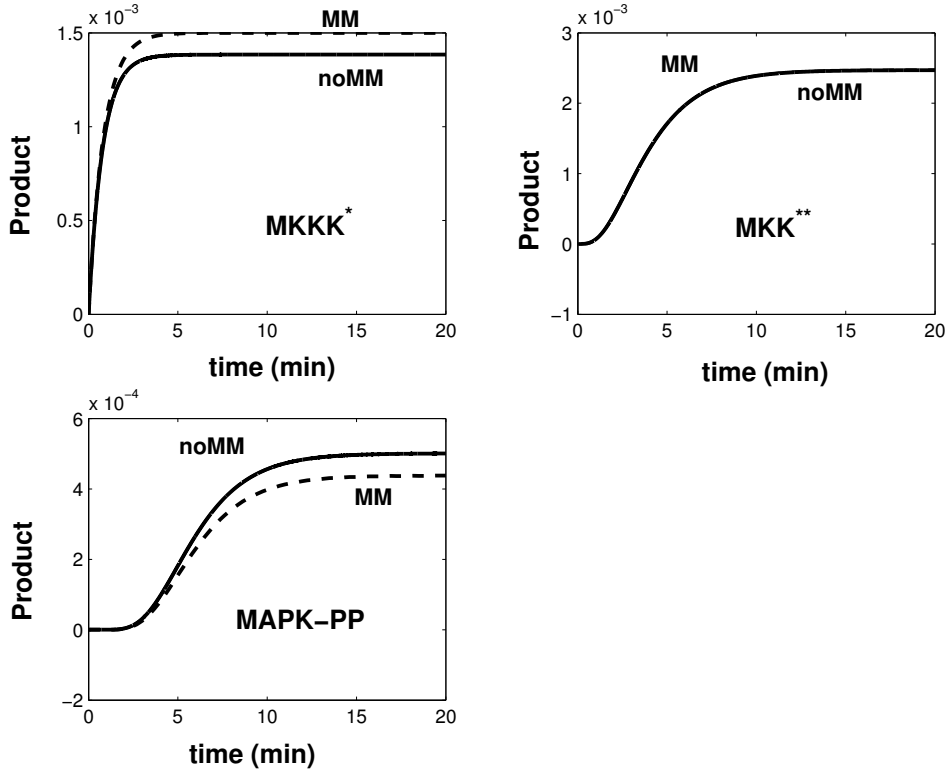 x 10⁻³
MM
1.5
noMM
1
Product
0.5
MKKK*
0
0 5 10 15 20
time (min)
x 10⁻³
3
MM
2
noMM
1
Product
MKK**
0
−1
0 5 10 15 20
time (min)
x 10⁻⁴
6
noMM
4
MM
Product
2
MAPK−PP
0
−2
0 5 10 15 20
time (min)